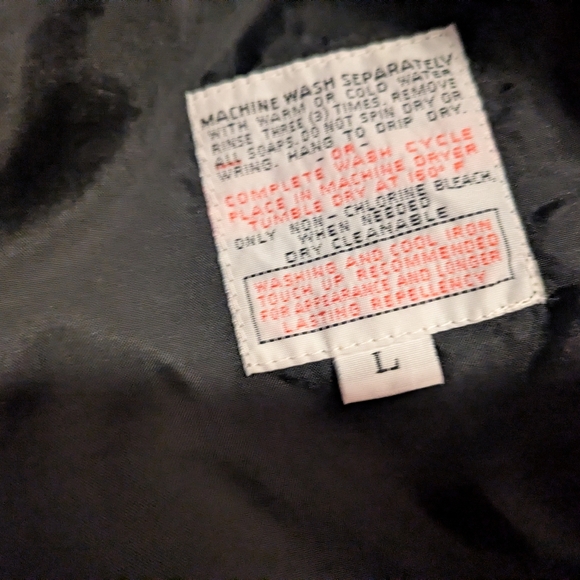 MACHINE WASH SEPARATELY
WITH WARM OR COLD WATER
RINSE THREE (3) TIMES. REMOVE
ALL SOAPS. DO NOT SPIN DRY OR
WRING. HANG TO DRIP DRY.
- OR -
COMPLETE WASH CYCLE
PLACE IN MACHINE DRYER
TUMBLE DRY AT 160° F
ONLY NON-CHLORINE BLEACH.
WHEN NEEDED
DRY CLEANABLE
WASHING AND COOL IRON
TOUCH UP RECOMMENDED
FOR APPEARANCE AND LONGER
LASTING REPELLENCY
L